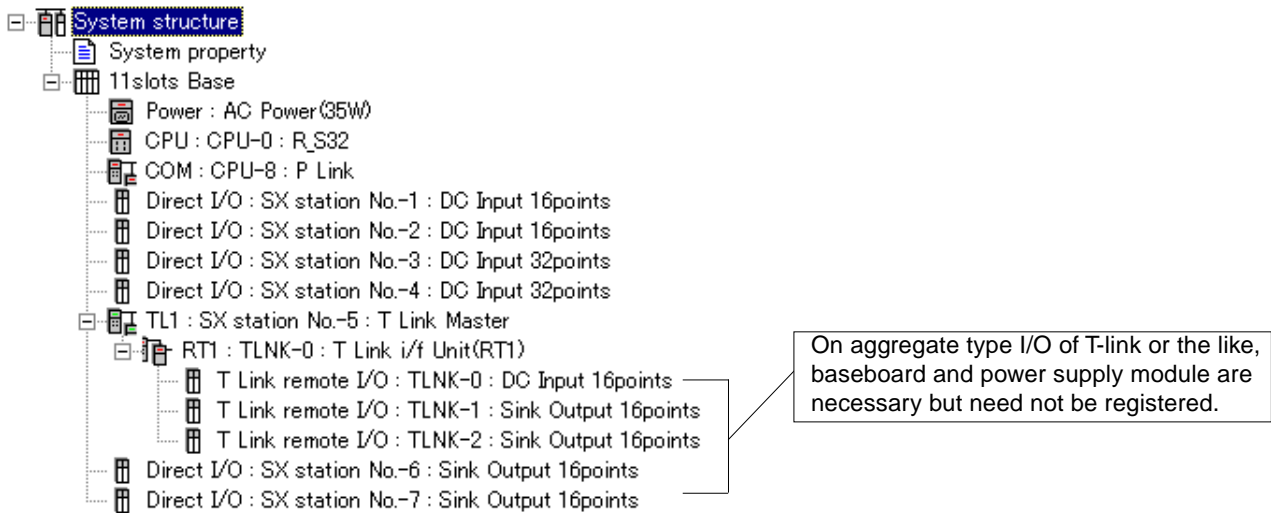 System structure
System property
11slots Base
Power : AC Power(35W)
CPU : CPU-0 : R_S32
COM : CPU-8 : P Link
Direct I/O : SX station No.-1 : DC Input 16points
Direct I/O : SX station No.-2 : DC Input 16points
Direct I/O : SX station No.-3 : DC Input 32points
Direct I/O : SX station No.-4 : DC Input 32points
TL1 : SX station No.-5 : T Link Master
RT1 : TLNK-0 : T Link i/f Unit(RT1)
T Link remote I/O : TLNK-0 : DC Input 16points
T Link remote I/O : TLNK-1 : Sink Output 16points
T Link remote I/O : TLNK-2 : Sink Output 16points
Direct I/O : SX station No.-6 : Sink Output 16points
Direct I/O : SX station No.-7 : Sink Output 16points
On aggregate type I/O of T-link or the like,
baseboard and power supply module are
necessary but need not be registered.